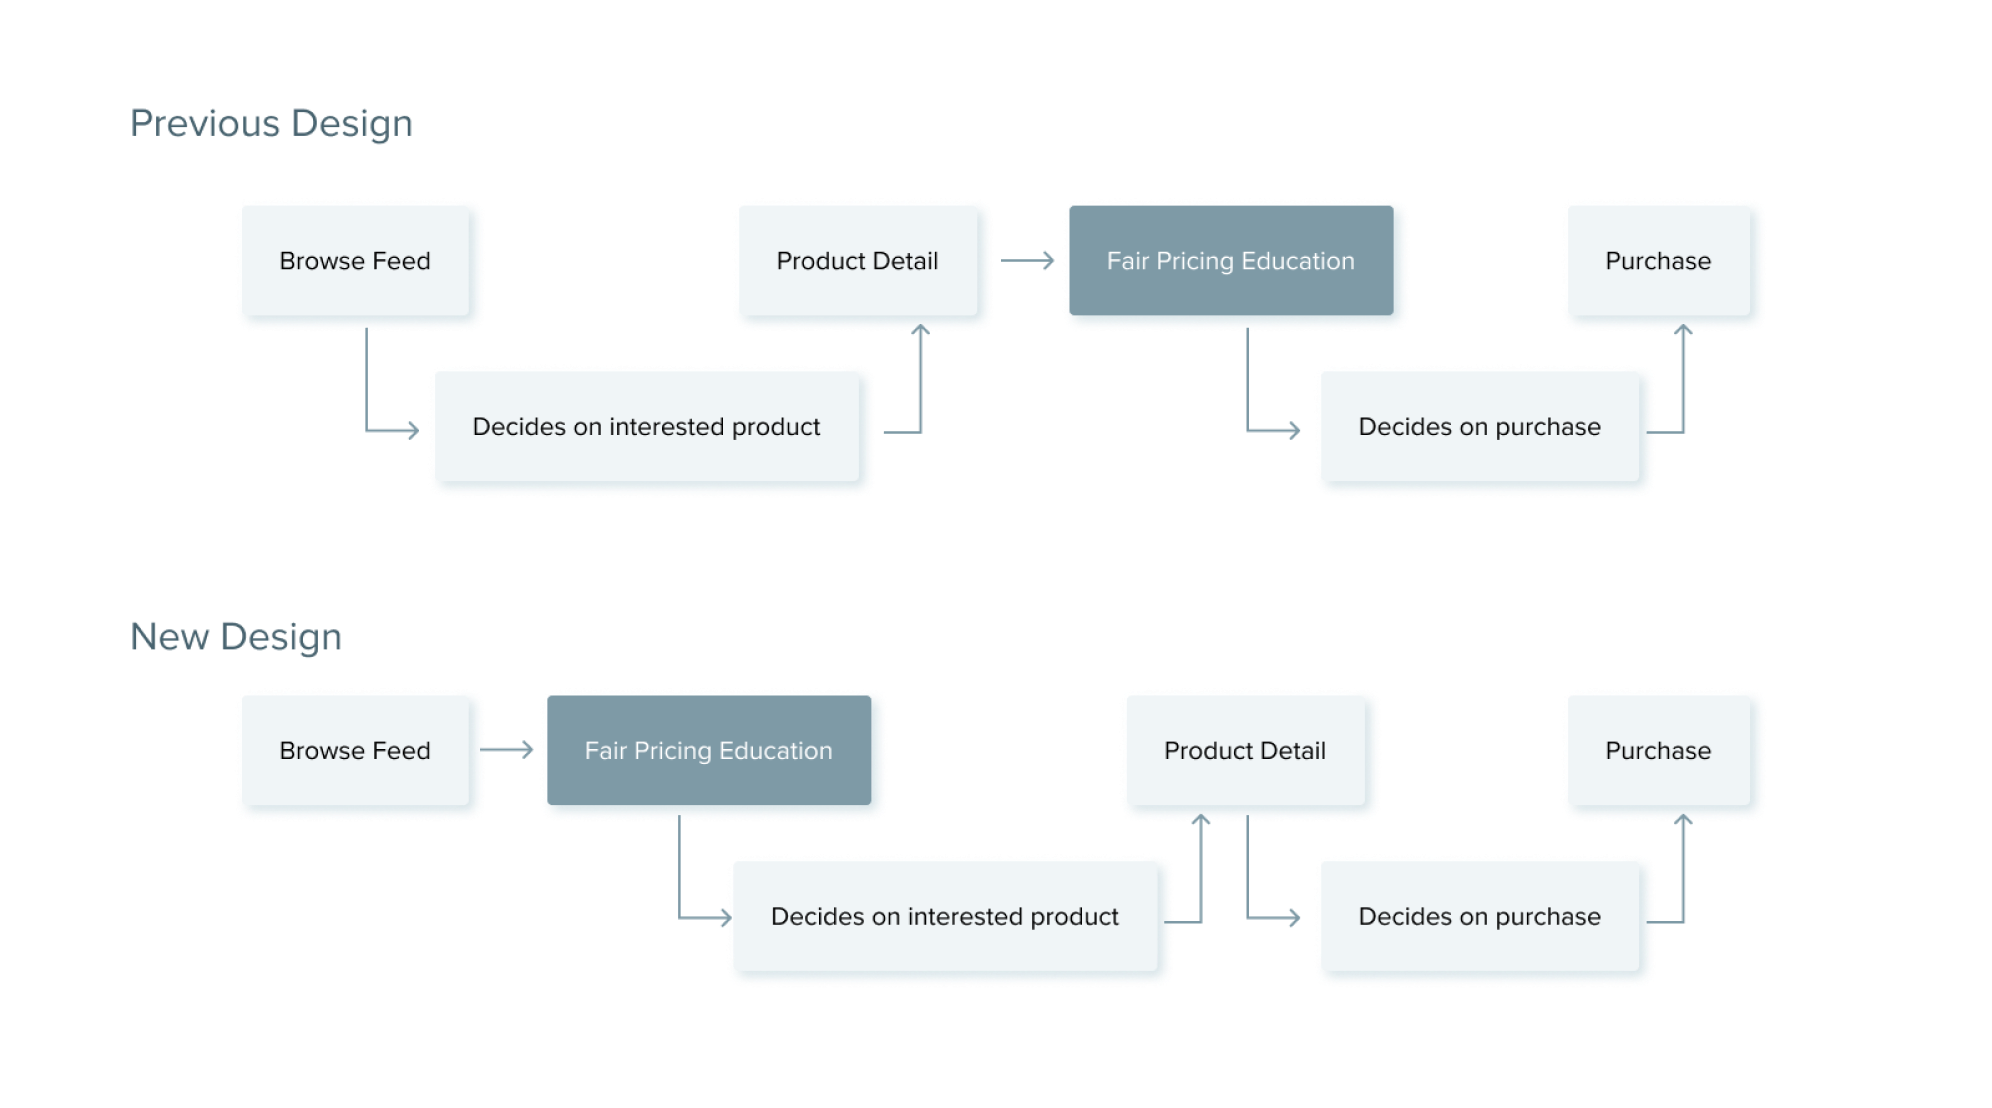 Previous Design
Browse Feed
Product Detail
Fair Pricing Education
Purchase
Decides on interested product
Decides on purchase
New Design
Browse Feed
Fair Pricing Education
Product Detail
Purchase
Decides on interested product
Decides on purchase